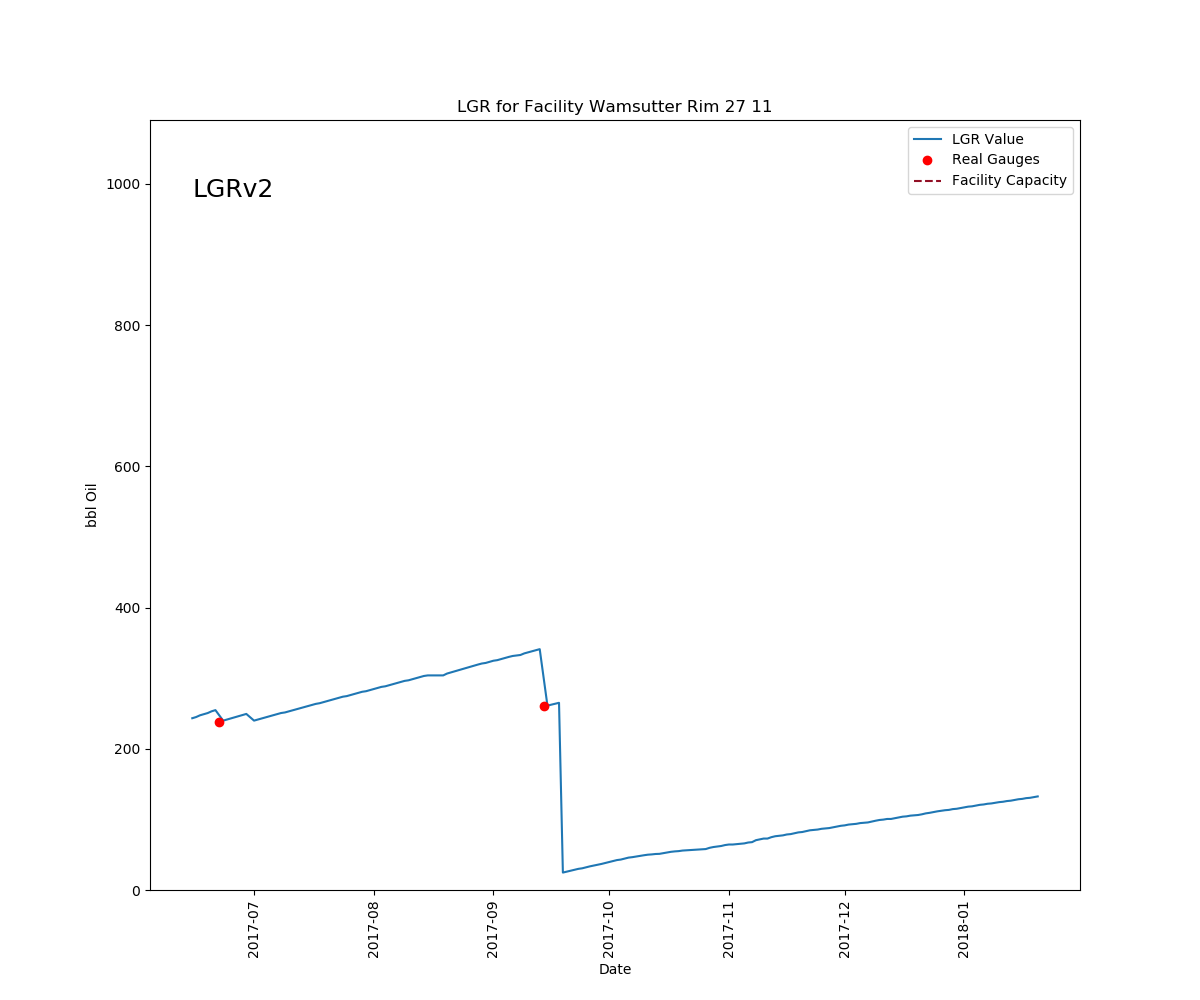 LGR for Facility Wamsutter Rim 27 11
LGRv2
LGR Value
Real Gauges
Facility Capacity
bbl Oil
1000
800
600
400
200
0
2017-07
2017-08
2017-09
2017-10
2017-11
2017-12
2018-01
Date